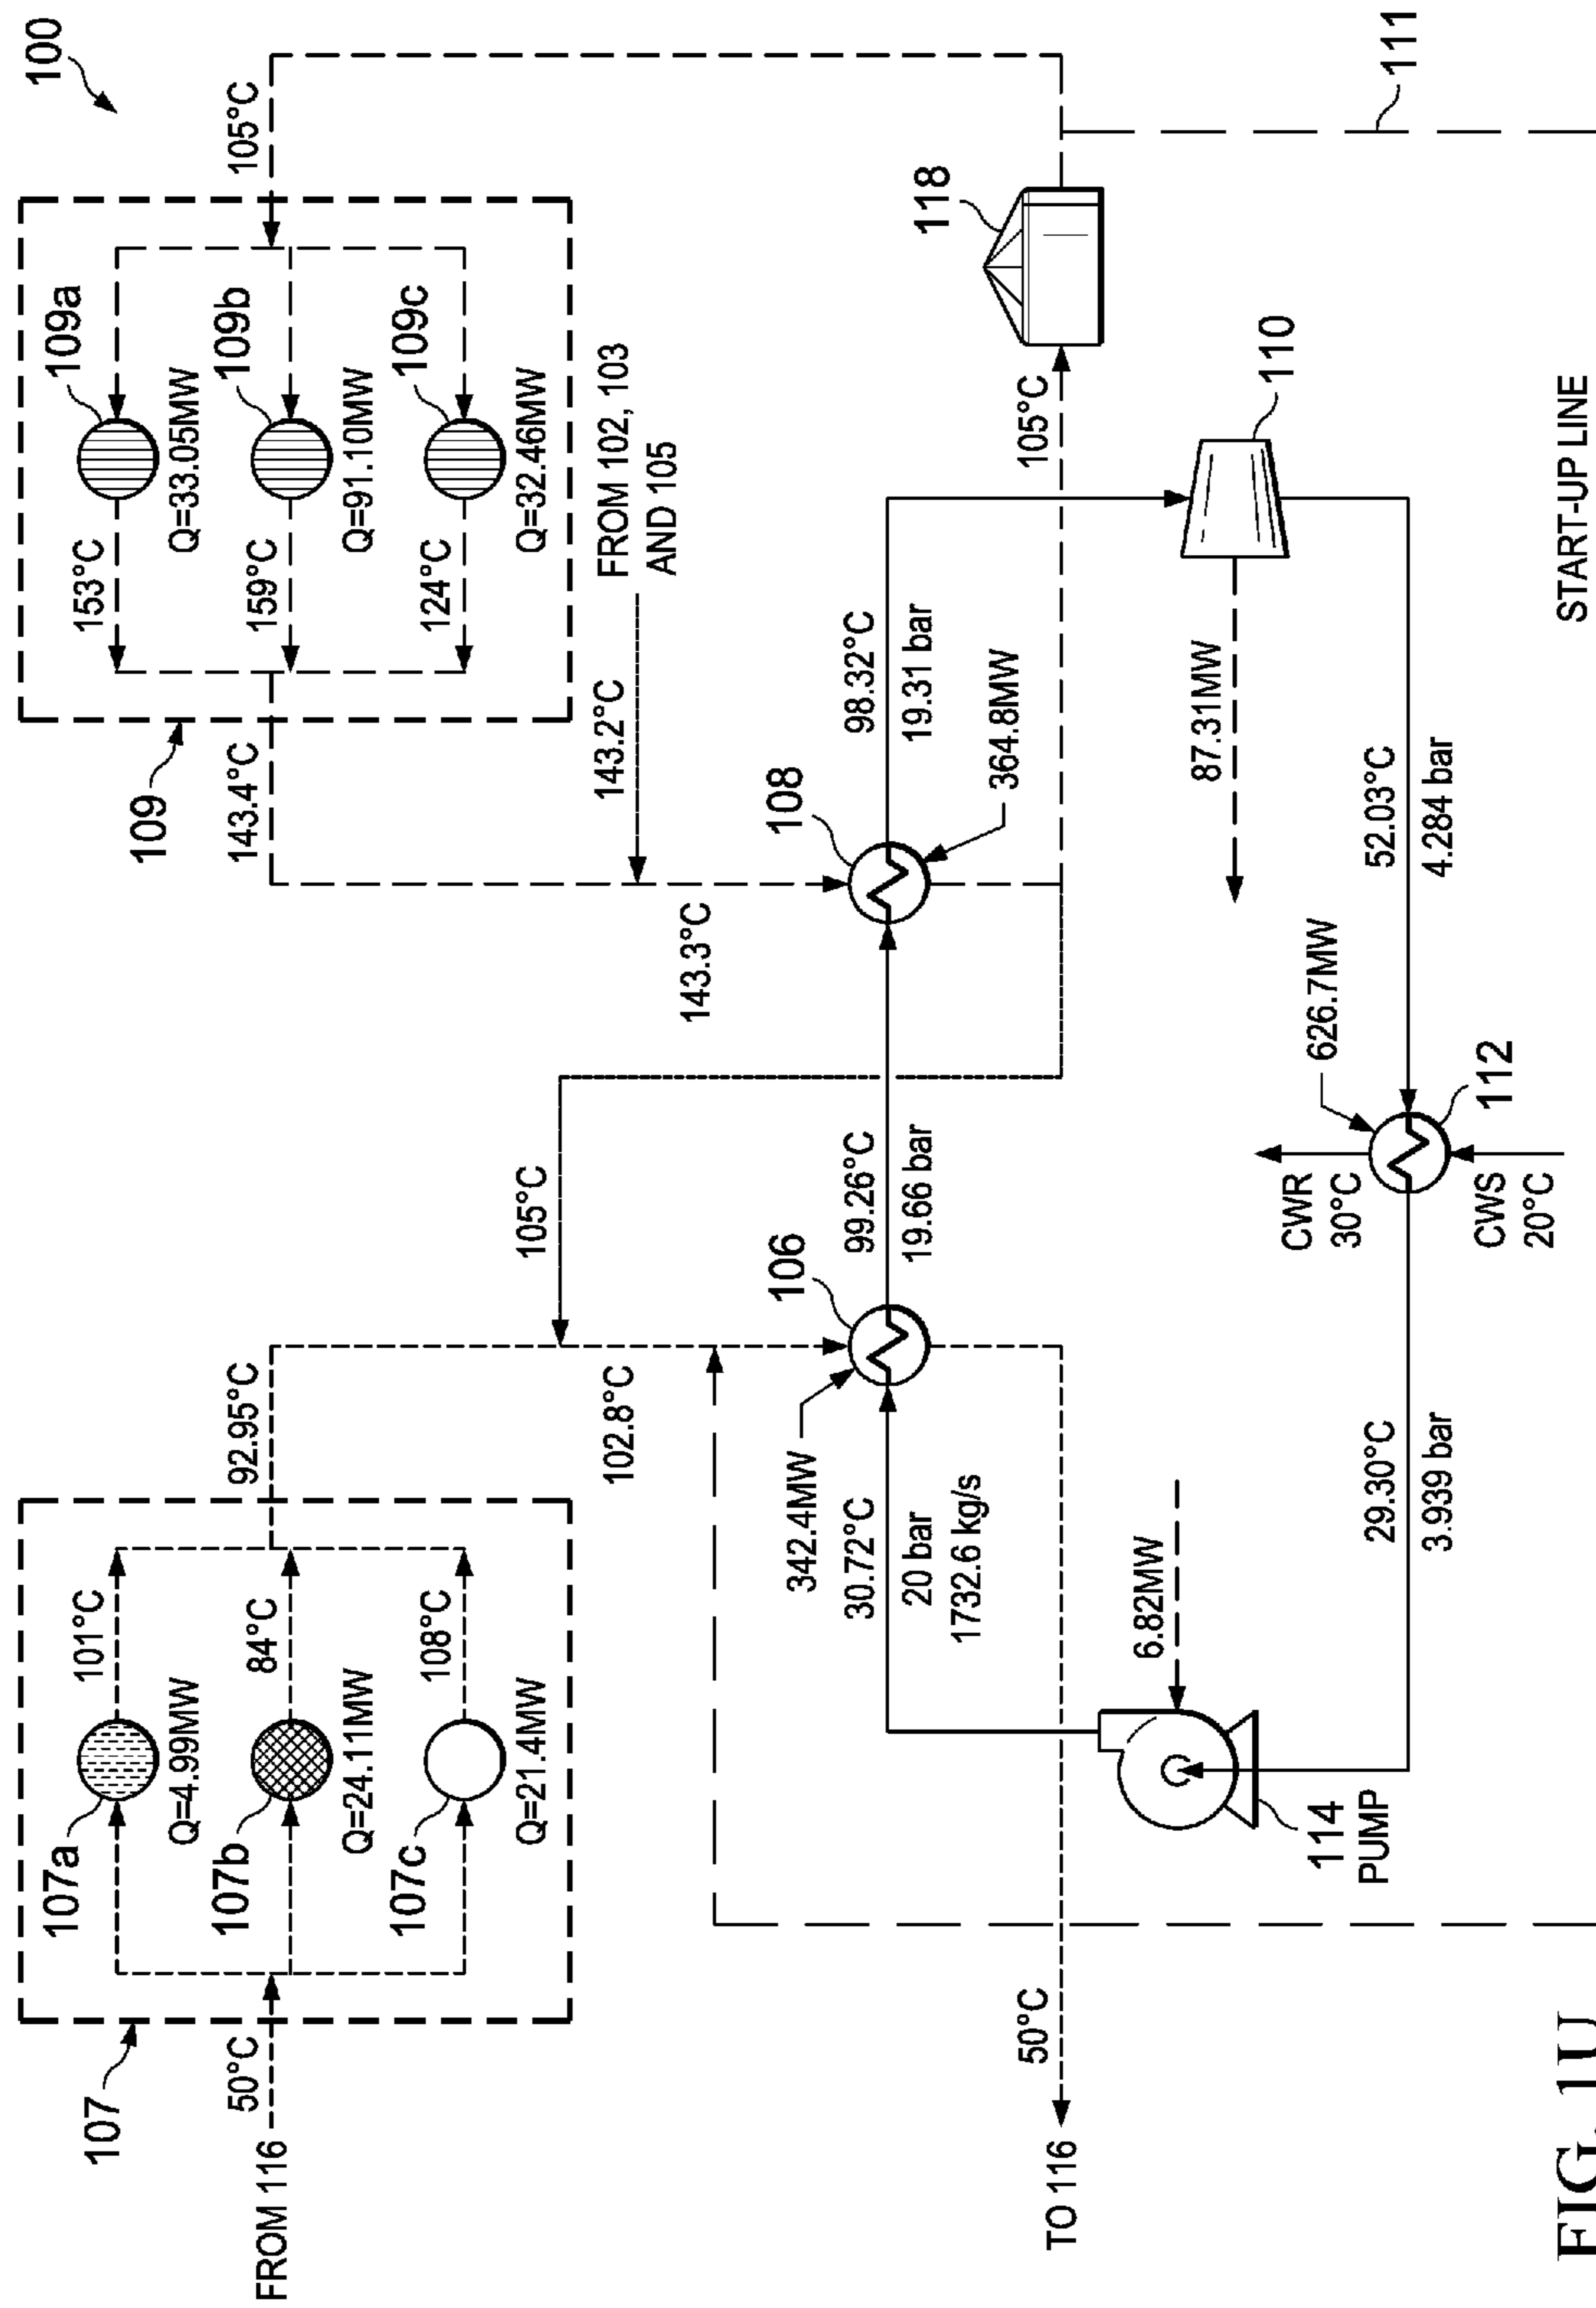 100
107
FROM 116
50°C
107a
101°C
Q=4.99MW
107b
84°C
Q=24.11MW
107c
108°C
Q=21.4MW
92.95°C
105°C
102.8°C
109
143.4°C
153°C
109a
Q=33.05MW
159°C
109b
Q=91.10MW
124°C
109c
Q=32.46MW
105°C
FROM 102, 103
AND 105
143.2°C
143.3°C
342.4MW
106
30.72°C
20 bar
1732.6 kg/s
99.26°C
19.66 bar
108
98.32°C
19.31 bar
364.8MW
118
105°C
50°C
TO 116
6.82MW
114
PUMP
87.31MW
110
626.7MW
CWR
30°C
112
CWS
20°C
29.30°C
3.939 bar
52.03°C
4.284 bar
111
START-UP LINE
FIG. 1U